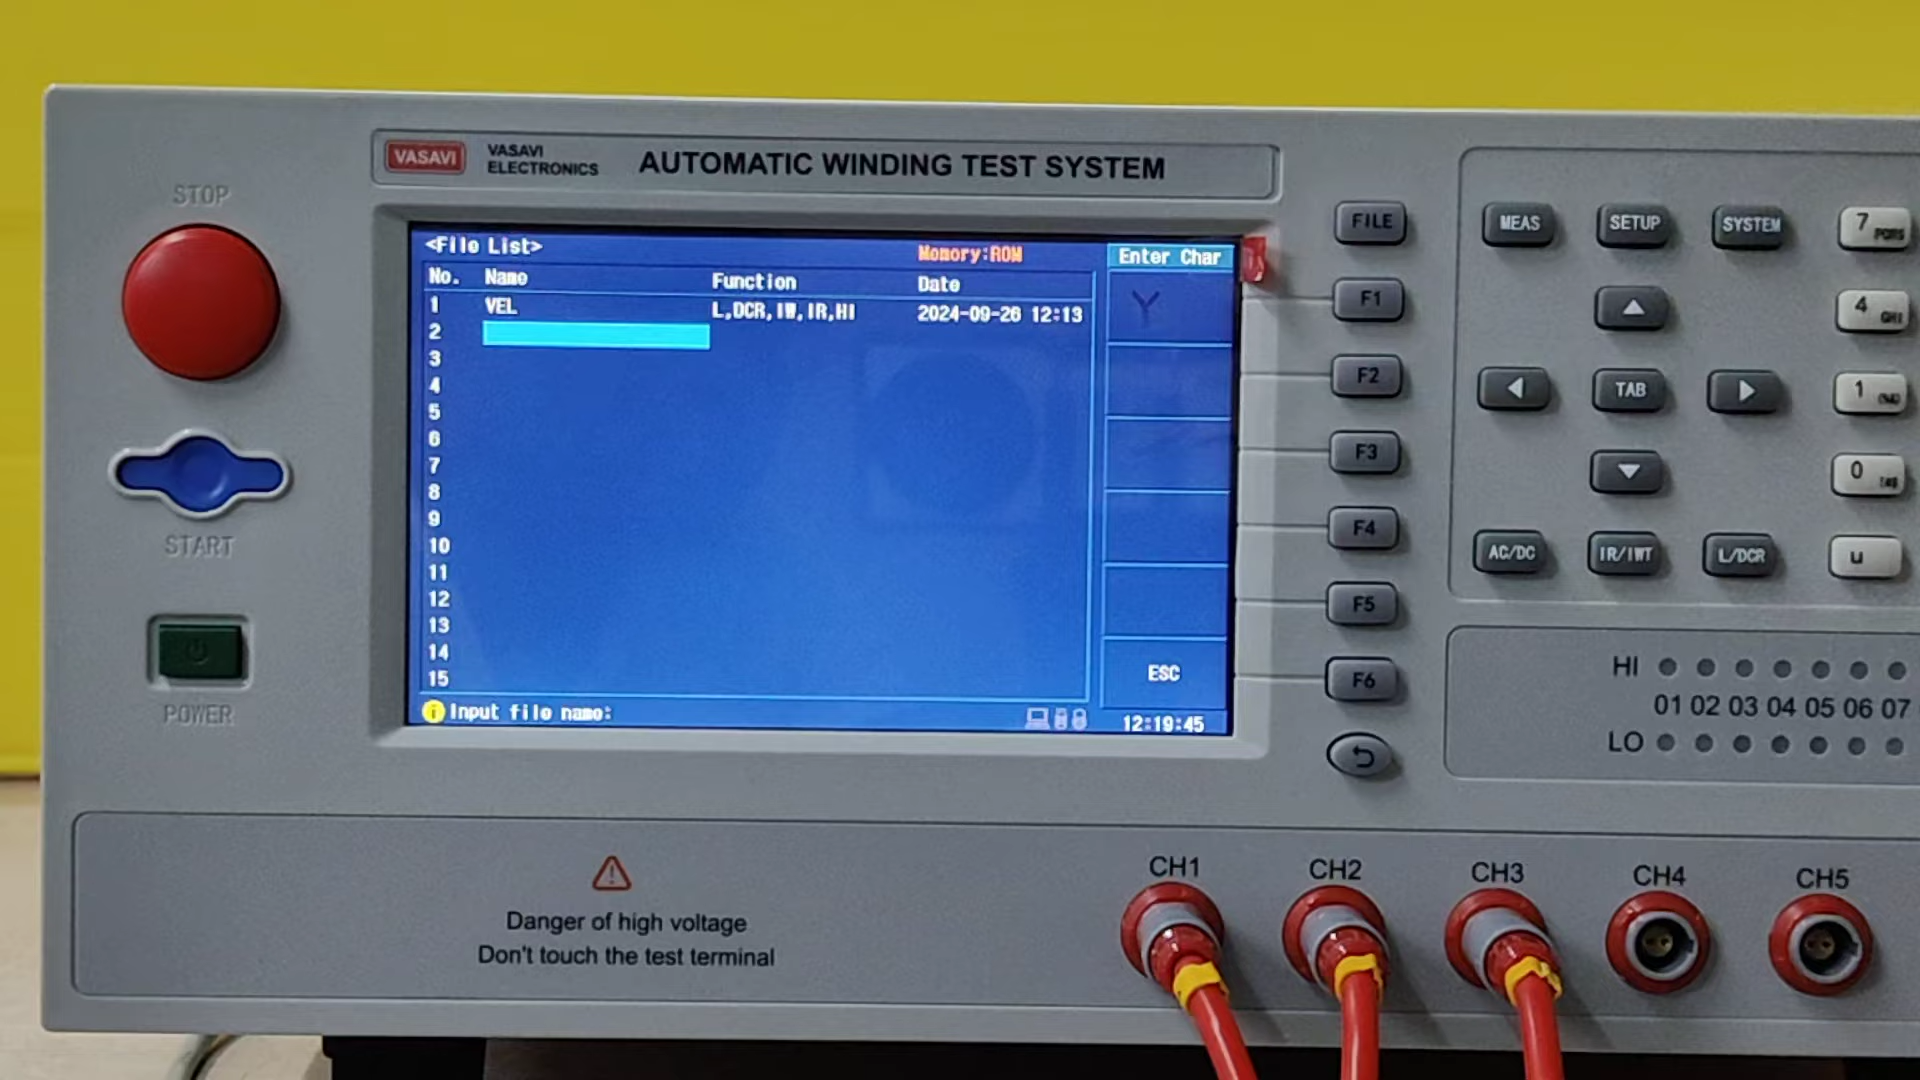 VASAVI
VASAVI
ELECTRONICS
AUTOMATIC WINDING TEST SYSTEM
STOP
START
POWER
<File List>
Memory:ROM
Enter Char
No. Name Function Date
1 VEL L,DCR,IW,IR,HI 2024-09-26 12:13
2
3
4
5
6
7
8
9
10
11
12
13
14
15
Y
ESC
Input file name:
12:19:45
FILE
F1
F2
F3
F4
F5
F6
MEAS SETUP SYSTEM
TAB
AC/DC IR/IWT L/DCR
7 PQRS
4 GHI
1
0
u
HI
01 02 03 04 05 06 07
LO
Danger of high voltage
Don't touch the test terminal
CH1 CH2 CH3 CH4 CH5